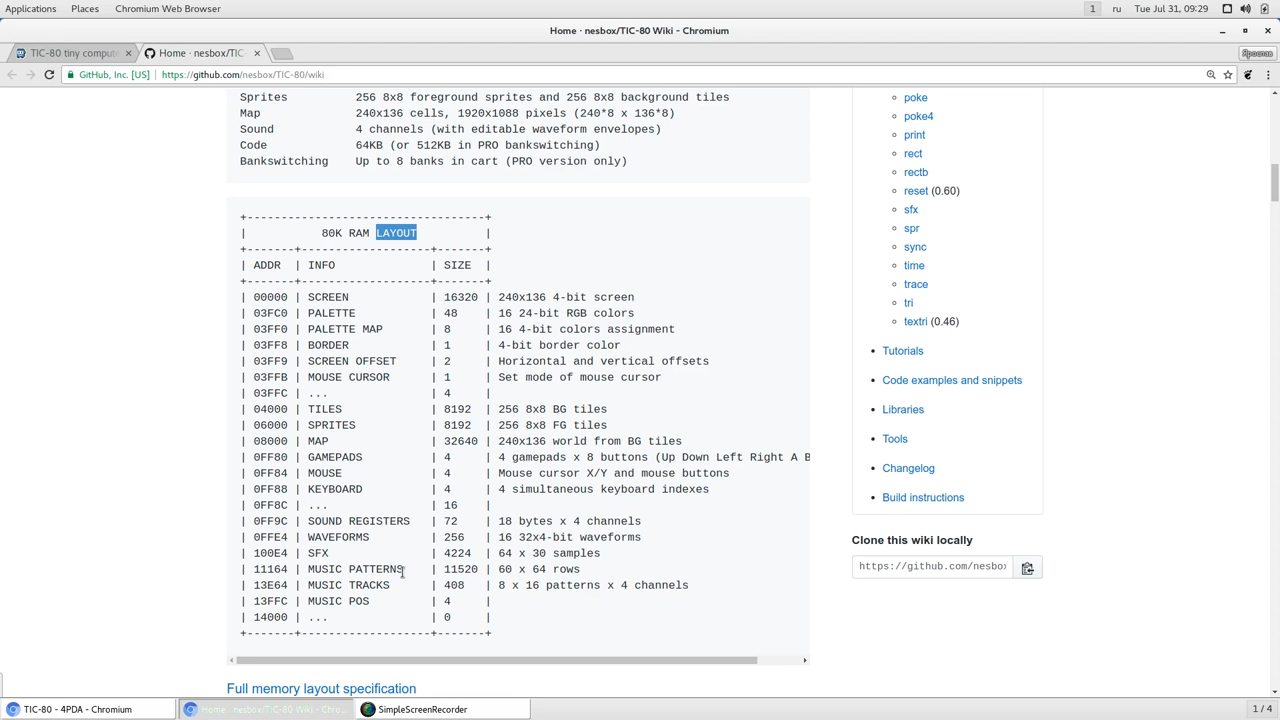 Applications Places Chromium Web Browser 1 ru Tue Jul 31, 09:29
Home · nesbox/TIC-80 Wiki - Chromium
TIC-80 tiny comput × Home · nesbox/TIC- × Ярослав
GitHub, Inc. [US] https://github.com/nesbox/TIC-80/wiki
Sprites 256 8x8 foreground sprites and 256 8x8 background tiles
Map 240x136 cells, 1920x1088 pixels (240*8 x 136*8)
Sound 4 channels (with editable waveform envelopes)
Code 64KB (or 512KB in PRO bankswitching)
Bankswitching Up to 8 banks in cart (PRO version only)
+-----------------------------------+
| 80K RAM LAYOUT |
+-------+-------------------+-------+
| ADDR | INFO | SIZE |
+-------+-------------------+-------+
| 00000 | SCREEN | 16320 | 240x136 4-bit screen
| 03FC0 | PALETTE | 48 | 16 24-bit RGB colors
| 03FF0 | PALETTE MAP | 8 | 16 4-bit colors assignment
| 03FF8 | BORDER | 1 | 4-bit border color
| 03FF9 | SCREEN OFFSET | 2 | Horizontal and vertical offsets
| 03FFB | MOUSE CURSOR | 1 | Set mode of mouse cursor
| 03FFC | ... | 4 |
| 04000 | TILES | 8192 | 256 8x8 BG tiles
| 06000 | SPRITES | 8192 | 256 8x8 FG tiles
| 08000 | MAP | 32640 | 240x136 world from BG tiles
| 0FF80 | GAMEPADS | 4 | 4 gamepads x 8 buttons (Up Down Left Right A B
| 0FF84 | MOUSE | 4 | Mouse cursor X/Y and mouse buttons
| 0FF88 | KEYBOARD | 4 | 4 simultaneous keyboard indexes
| 0FF8C | ... | 16 |
| 0FF9C | SOUND REGISTERS | 72 | 18 bytes x 4 channels
| 0FFE4 | WAVEFORMS | 256 | 16 32x4-bit waveforms
| 100E4 | SFX | 4224 | 64 x 30 samples
| 11164 | MUSIC PATTERNS | 11520 | 60 x 64 rows
| 13E64 | MUSIC TRACKS | 408 | 8 x 16 patterns x 4 channels
| 13FFC | MUSIC POS | 4 |
| 14000 | ... | 0 |
+-------+-------------------+-------+
Full memory layout specification
poke
poke4
print
rect
rectb
reset (0.60)
sfx
spr
sync
time
trace
tri
textri (0.46)
Tutorials
Code examples and snippets
Libraries
Tools
Changelog
Build instructions
Clone this wiki locally
https://github.com/nesbo
TIC-80 - 4PDA - Chromium Home · nesbox/TIC-80 Wiki - Chro... SimpleScreenRecorder 1 / 4